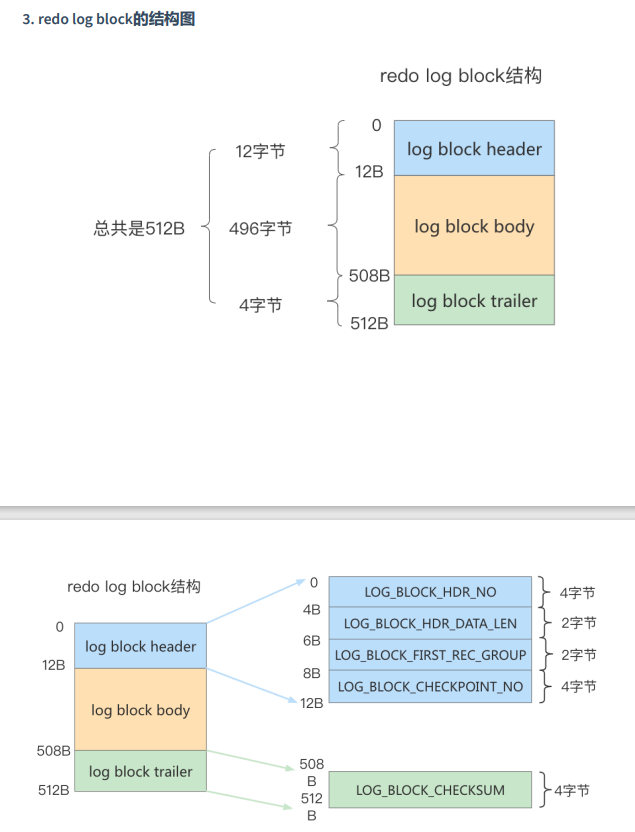 3. redo log block的结构图
redo log block结构
0
12字节
log block header
12B
总共是512B
496字节
log block body
508B
4字节
log block trailer
512B
redo log block结构
0
log block header
12B
log block body
508B
log block trailer
512B
0
LOG_BLOCK_HDR_NO
4字节
4B
LOG_BLOCK_HDR_DATA_LEN
2字节
6B
LOG_BLOCK_FIRST_REC_GROUP
2字节
8B
LOG_BLOCK_CHECKPOINT_NO
4字节
12B
508
B
LOG_BLOCK_CHECKSUM
4字节
512
B